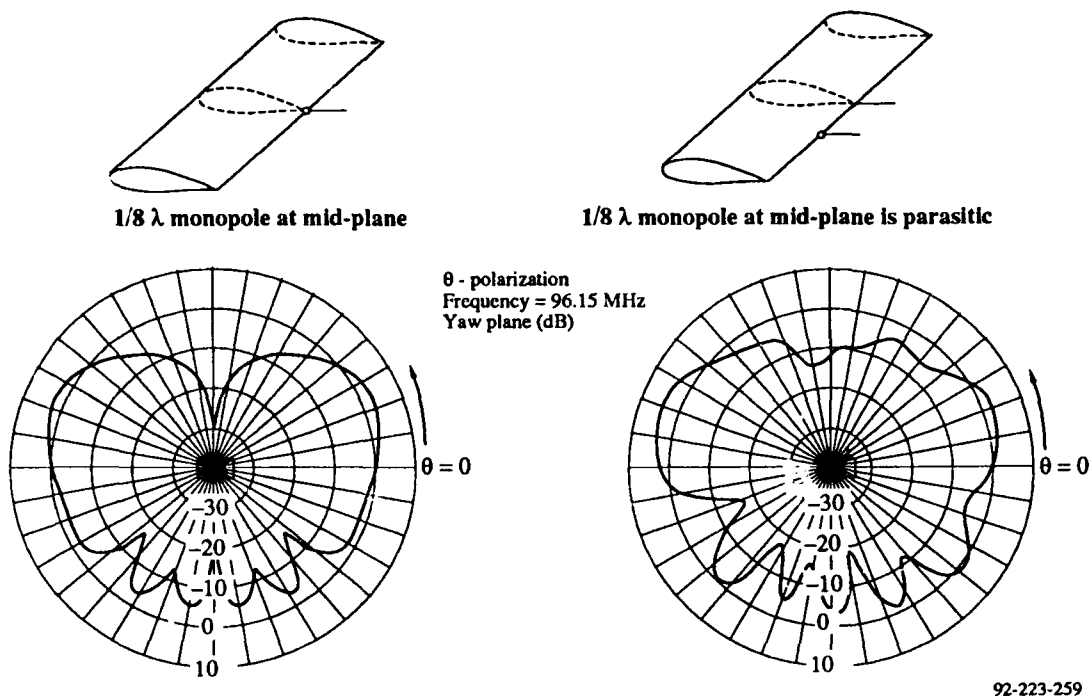 1/8 λ monopole at mid-plane
1/8 λ monopole at mid-plane is parasitic
θ - polarization
Frequency = 96.15 MHz
Yaw plane (dB)
θ = 0
-30
-20
-10
0
10
θ = 0
-30
-20
-10
0
10
92-223-259